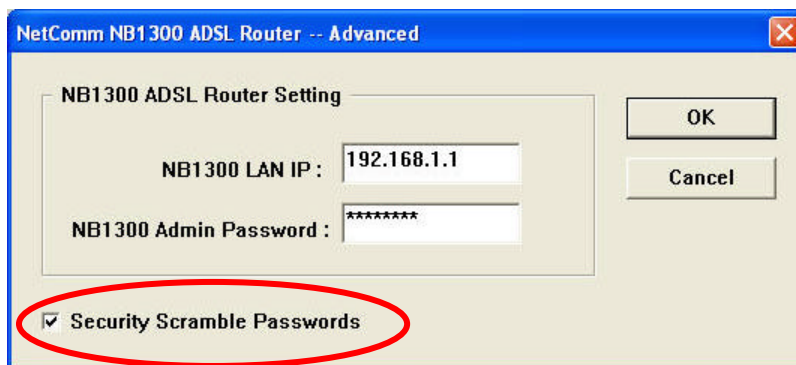 NetComm NB1300 ADSL Router -- Advanced
NB1300 ADSL Router Setting
OK
NB1300 LAN IP : 192.168.1.1
Cancel
NB1300 Admin Password : ********
Security Scramble Passwords